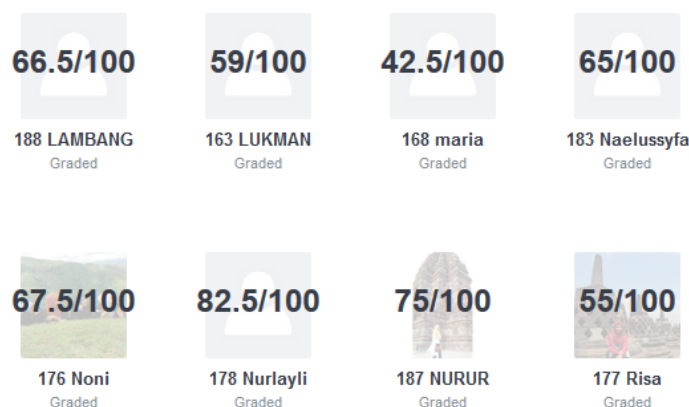 66.5/100 59/100 42.5/100 65/100
188 LAMBANG 163 LUKMAN 168 maria 183 Naelussyfa
Graded Graded Graded Graded
67.5/100 82.5/100 75/100 55/100
176 Noni 178 Nurlayli 187 NURUR 177 Risa
Graded Graded Graded Graded